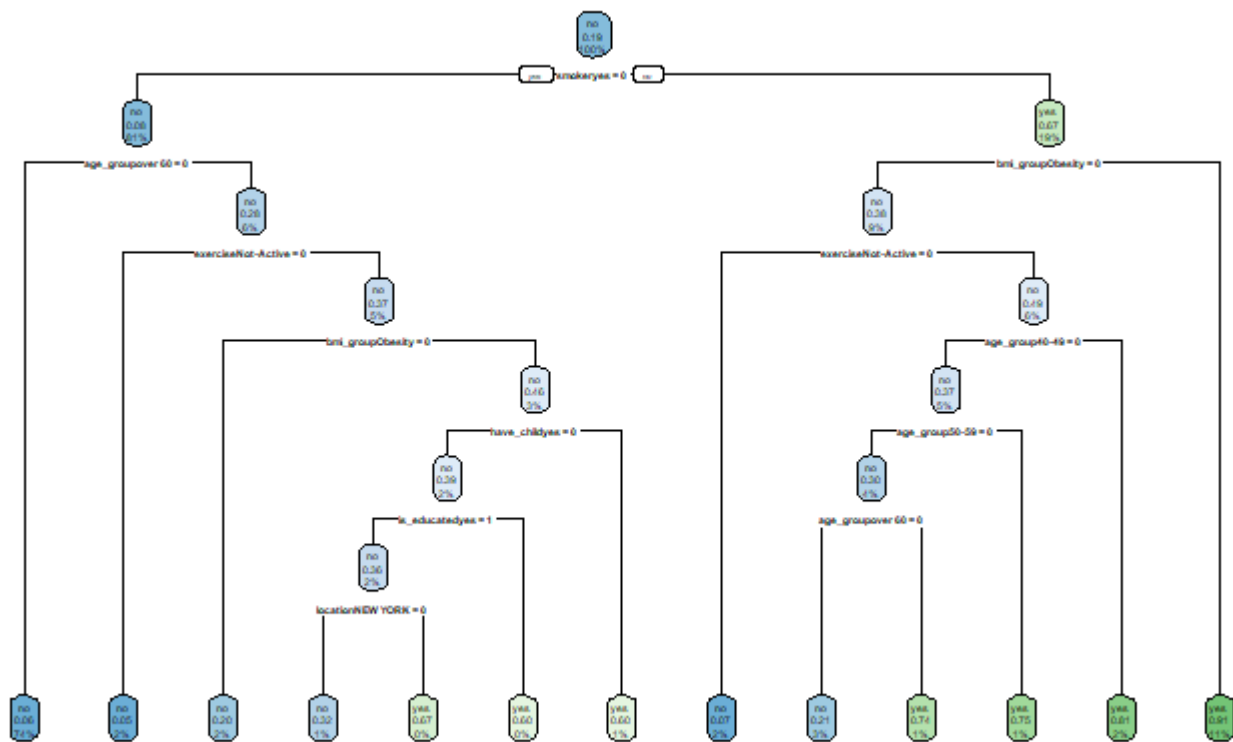 no
0.19
100%
yes smokeryes = 0 no
no
0.08
81%
yes
0.67
19%
age_groupover 60 = 0
bmi_groupObesity = 0
no
0.28
6%
no
0.38
9%
exerciseNot-Active = 0
exerciseNot-Active = 0
no
0.37
5%
no
0.49
6%
bmi_groupObesity = 0
age_group40-49 = 0
no
0.46
3%
no
0.37
5%
have_childyes = 0
age_group50-59 = 0
no
0.39
2%
no
0.30
4%
is_educatedyes = 1
age_groupover 60 = 0
no
0.36
2%
locationNEW YORK = 0
no
0.06
74%
no
0.05
2%
no
0.20
2%
no
0.32
1%
yes
0.67
0%
yes
0.60
0%
yes
0.60
1%
no
0.07
2%
no
0.21
3%
yes
0.74
1%
yes
0.75
1%
yes
0.81
2%
yes
0.91
11%